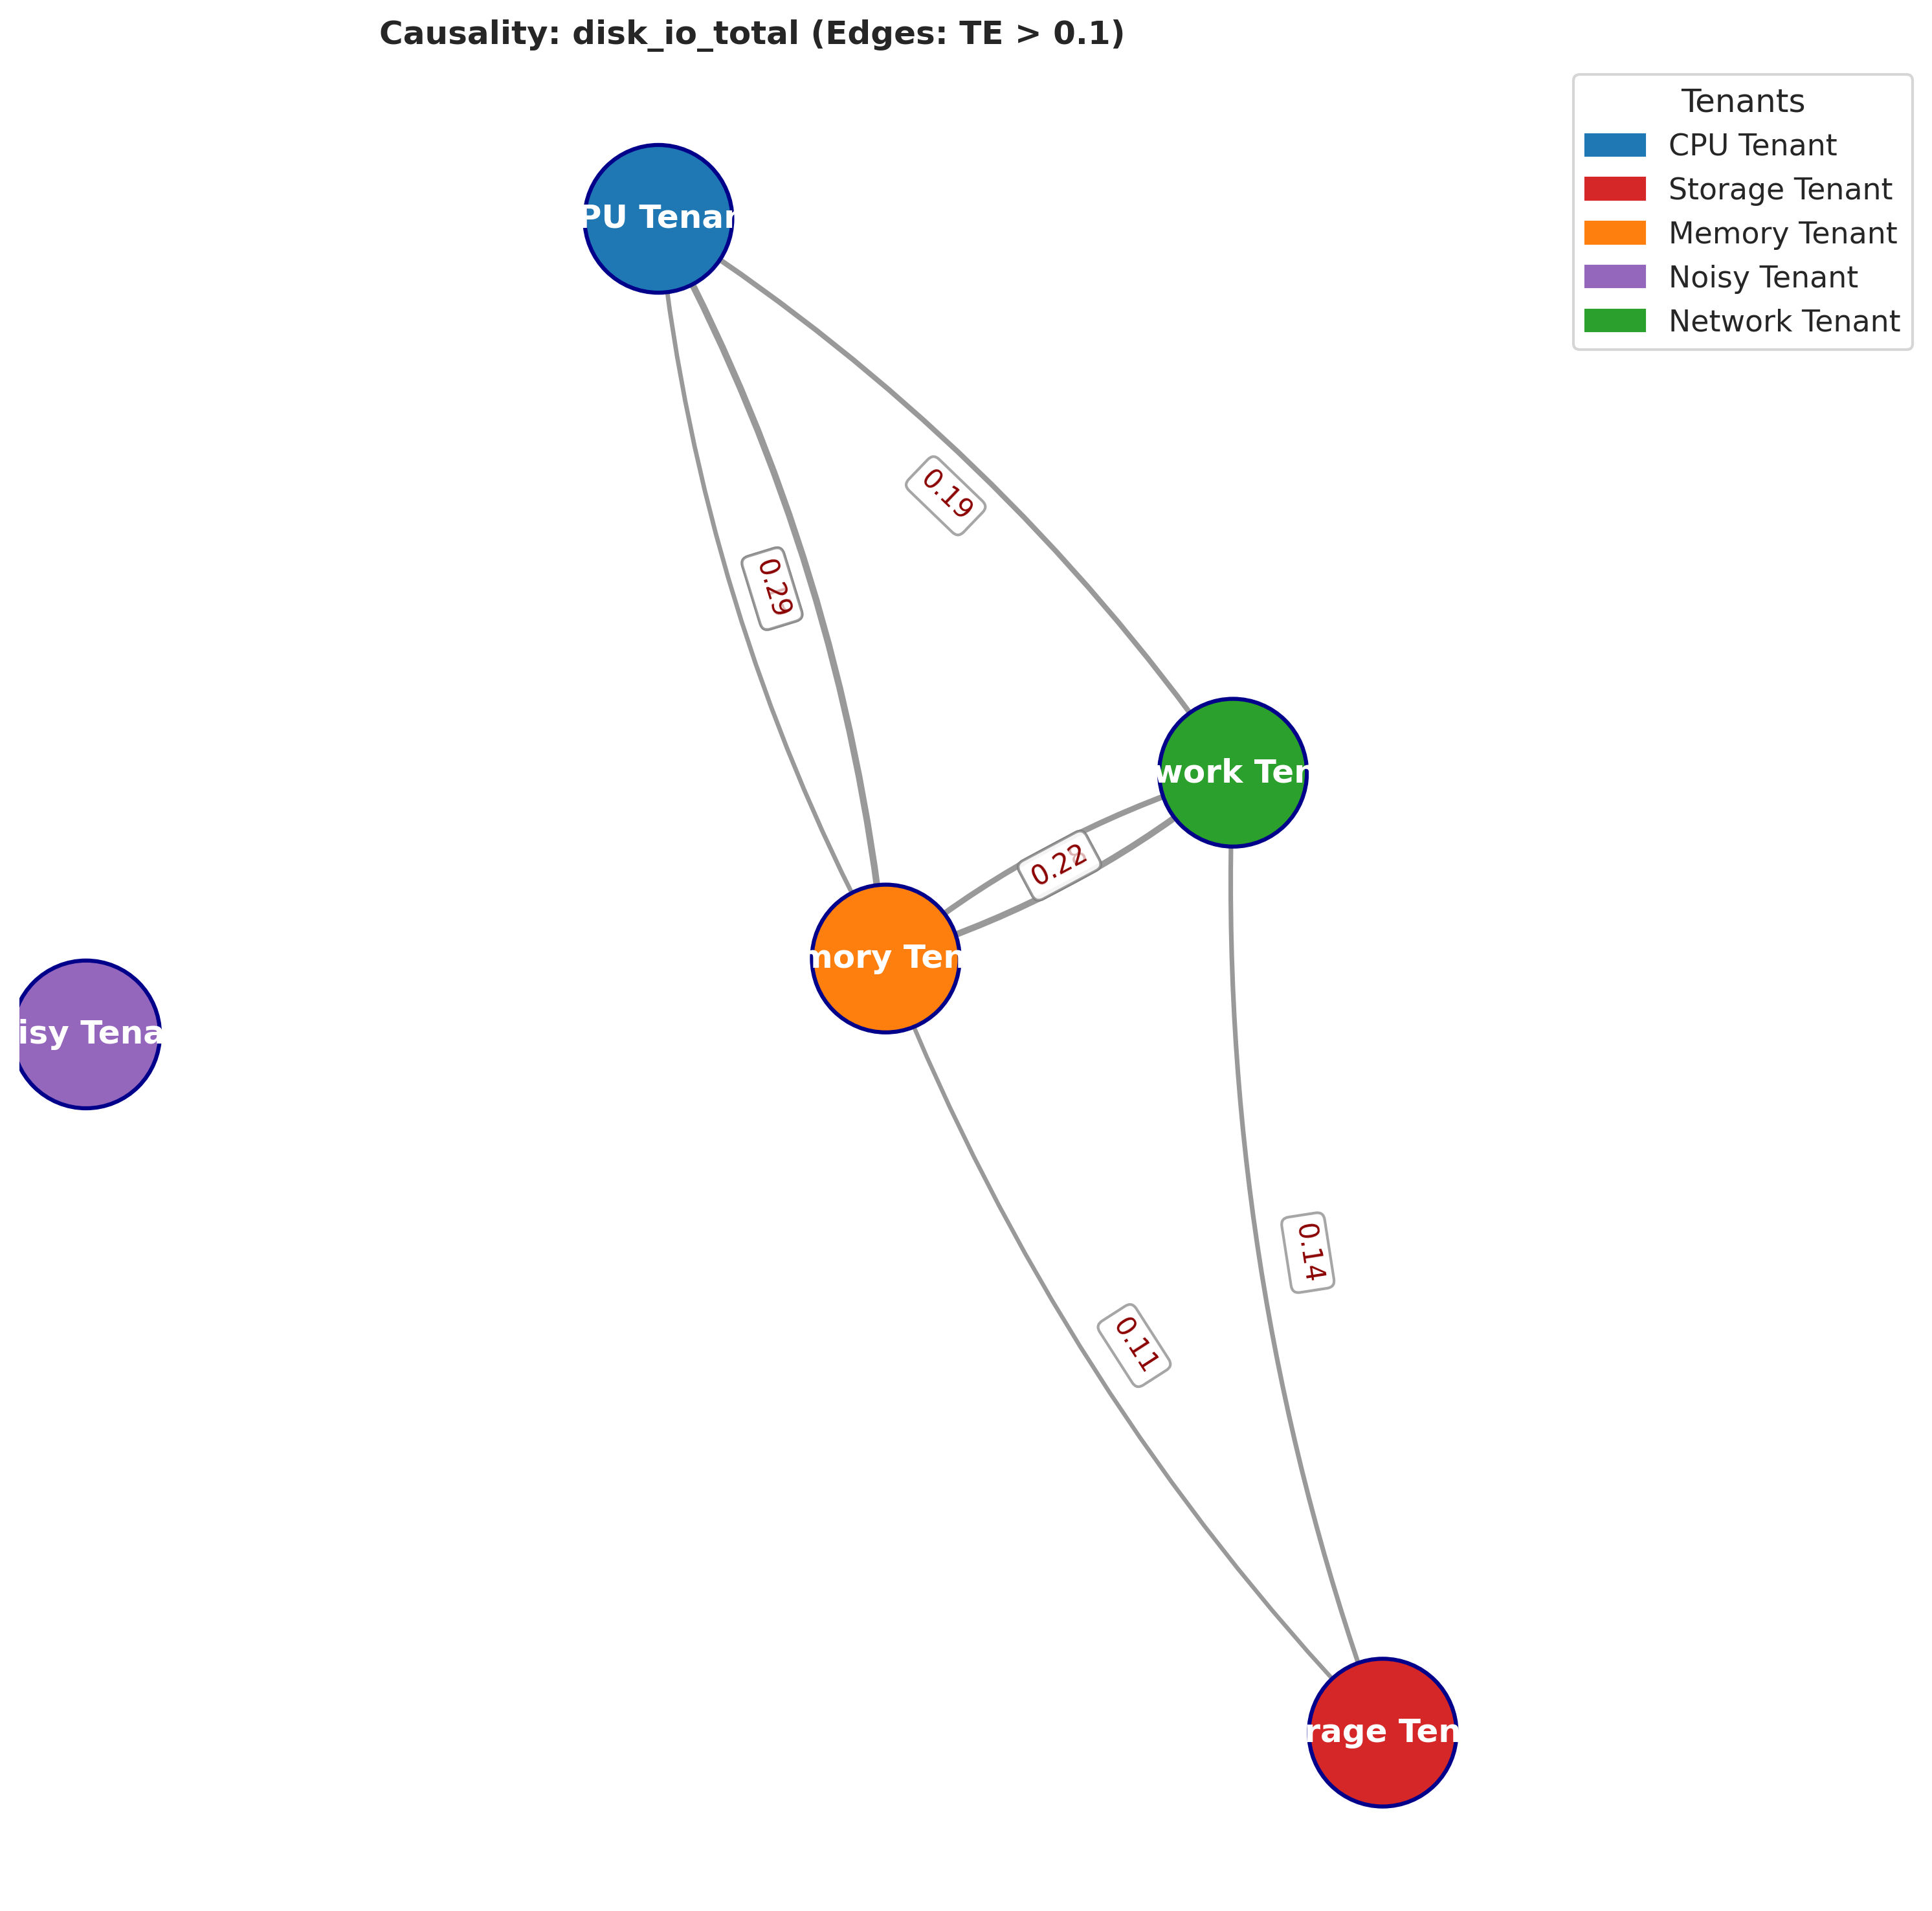 Causality: disk_io_total (Edges: TE > 0.1)
Tenants
CPU Tenant
Storage Tenant
Memory Tenant
Noisy Tenant
Network Tenant
PU Tenan
0.19
0.29
work Ten
0.22
mory Ten
isy Tena
0.14
0.11
rage Ten